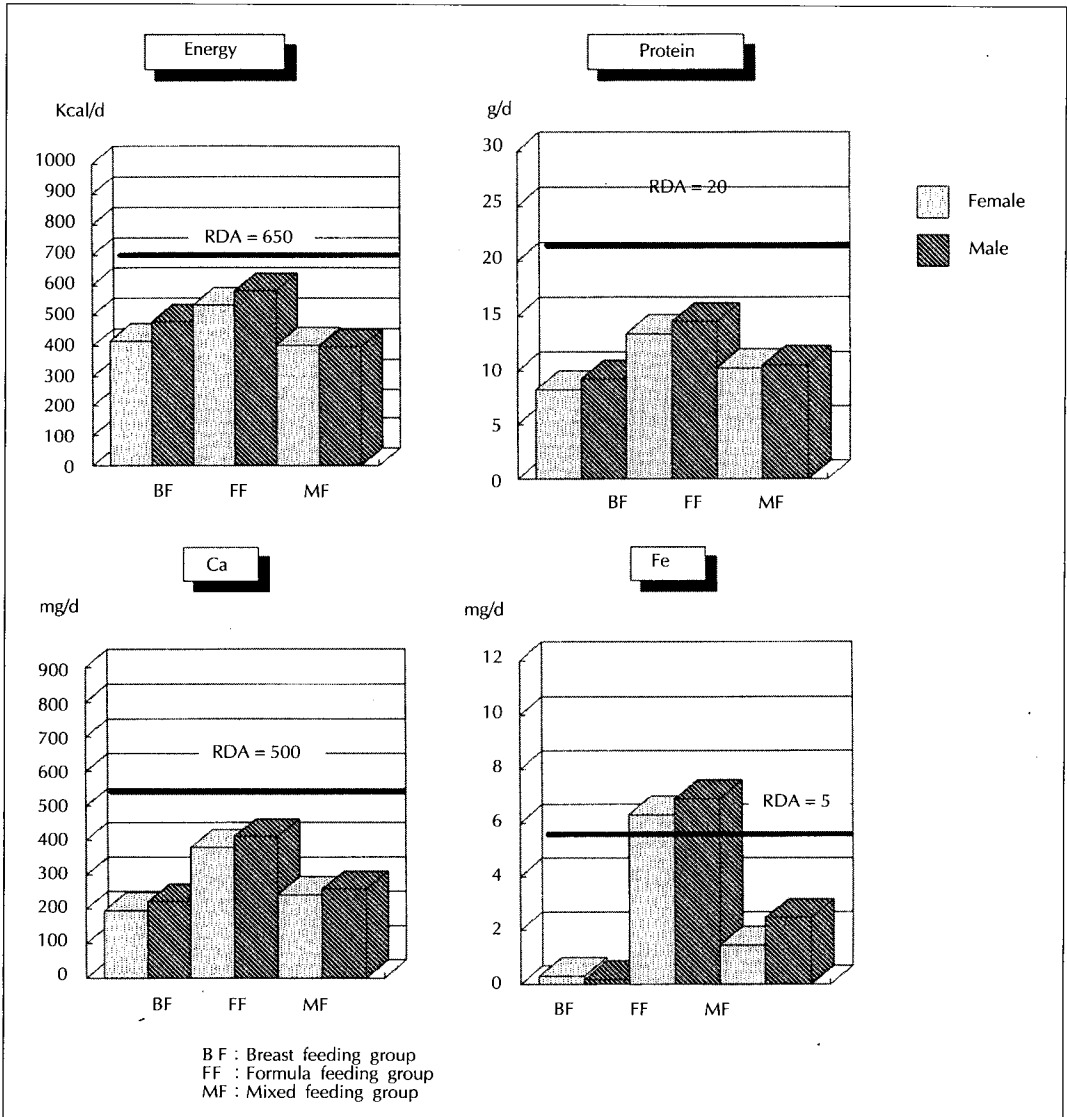 Energy
Kcal/d
1000
900
800
700
600
500
400
300
200
100
0
RDA = 650
BF FF MF
Protein
g/d
30
25
20
15
10
5
0
RDA = 20
BF FF MF
Female
Male
Ca
mg/d
900
800
700
600
500
400
300
200
100
0
RDA = 500
BF FF MF
Fe
mg/d
12
10
8
6
4
2
0
RDA = 5
BF FF MF
B F : Breast feeding group
FF : Formula feeding group
MF : Mixed feeding group